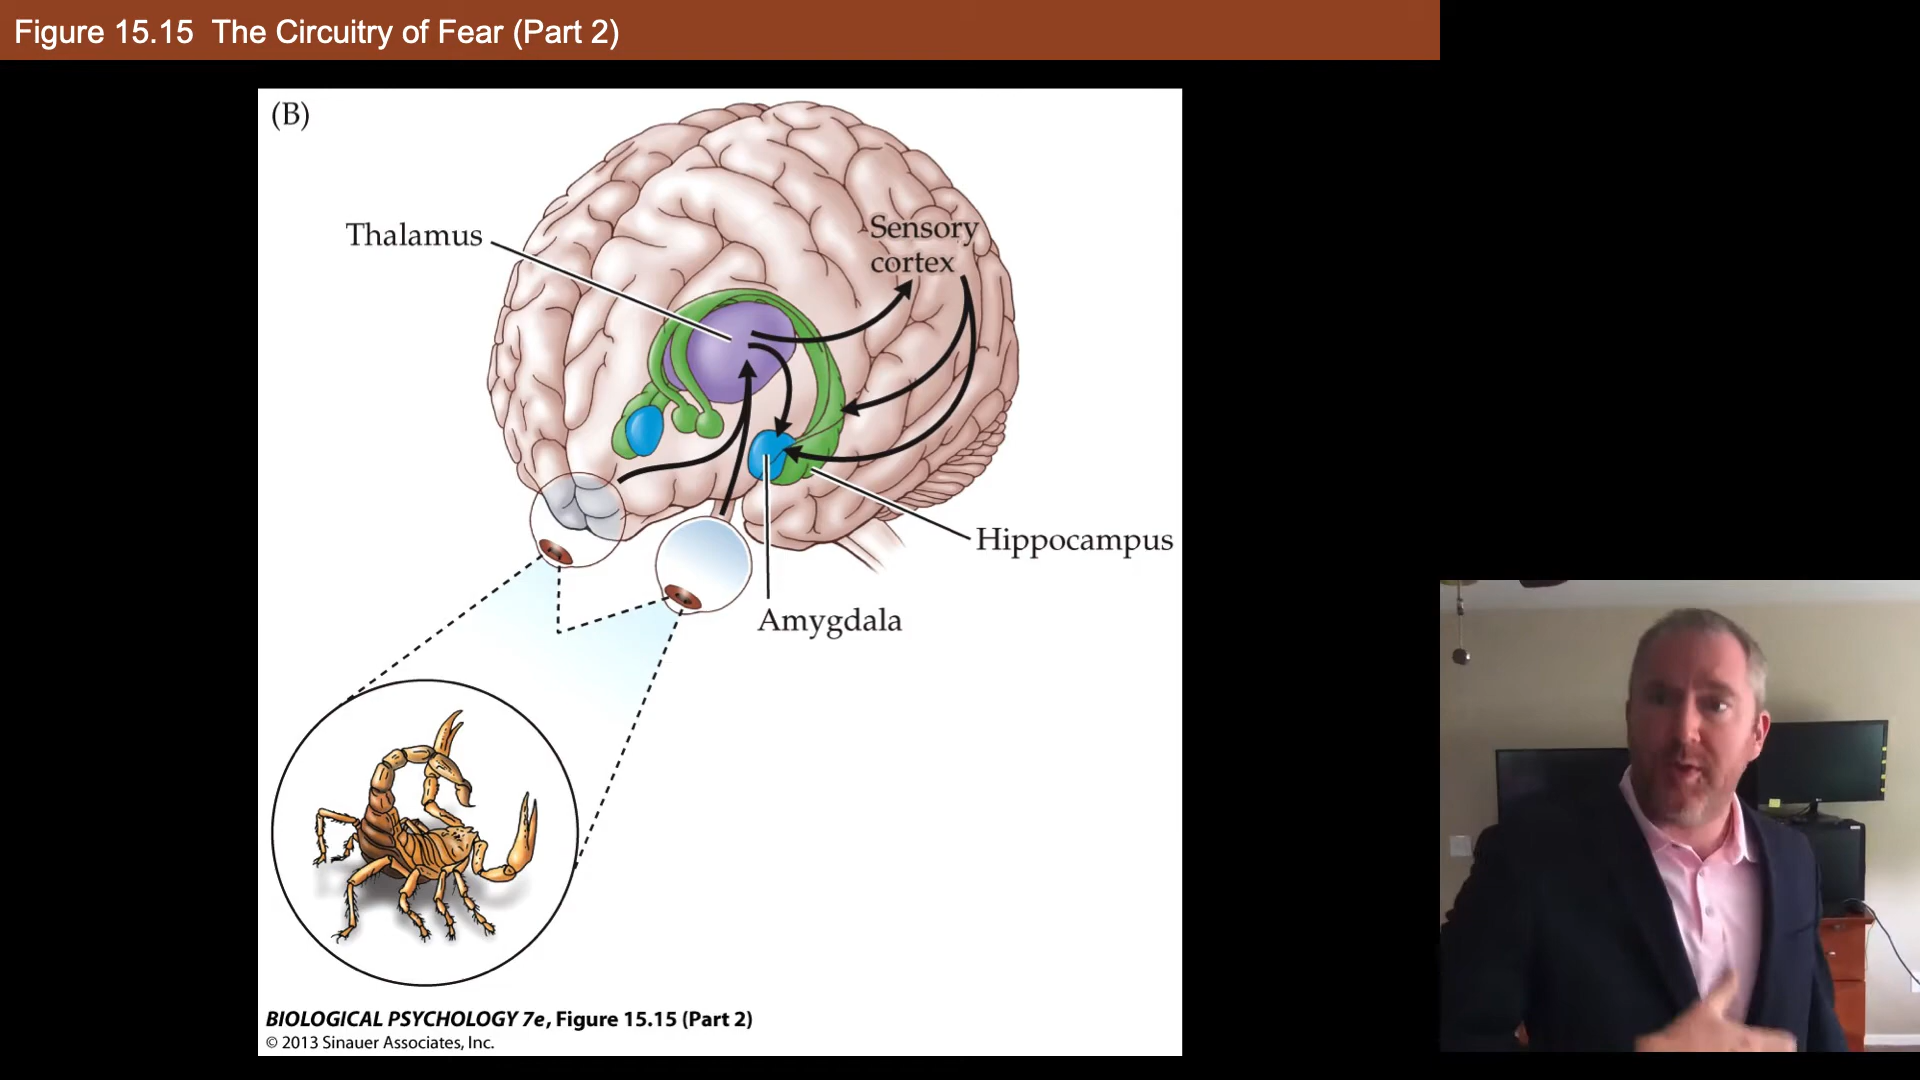 Figure 15.15 The Circuitry of Fear (Part 2)
(B)
Thalamus
Sensory
cortex
Hippocampus
Amygdala
BIOLOGICAL PSYCHOLOGY 7e, Figure 15.15 (Part 2)
© 2013 Sinauer Associates, Inc.